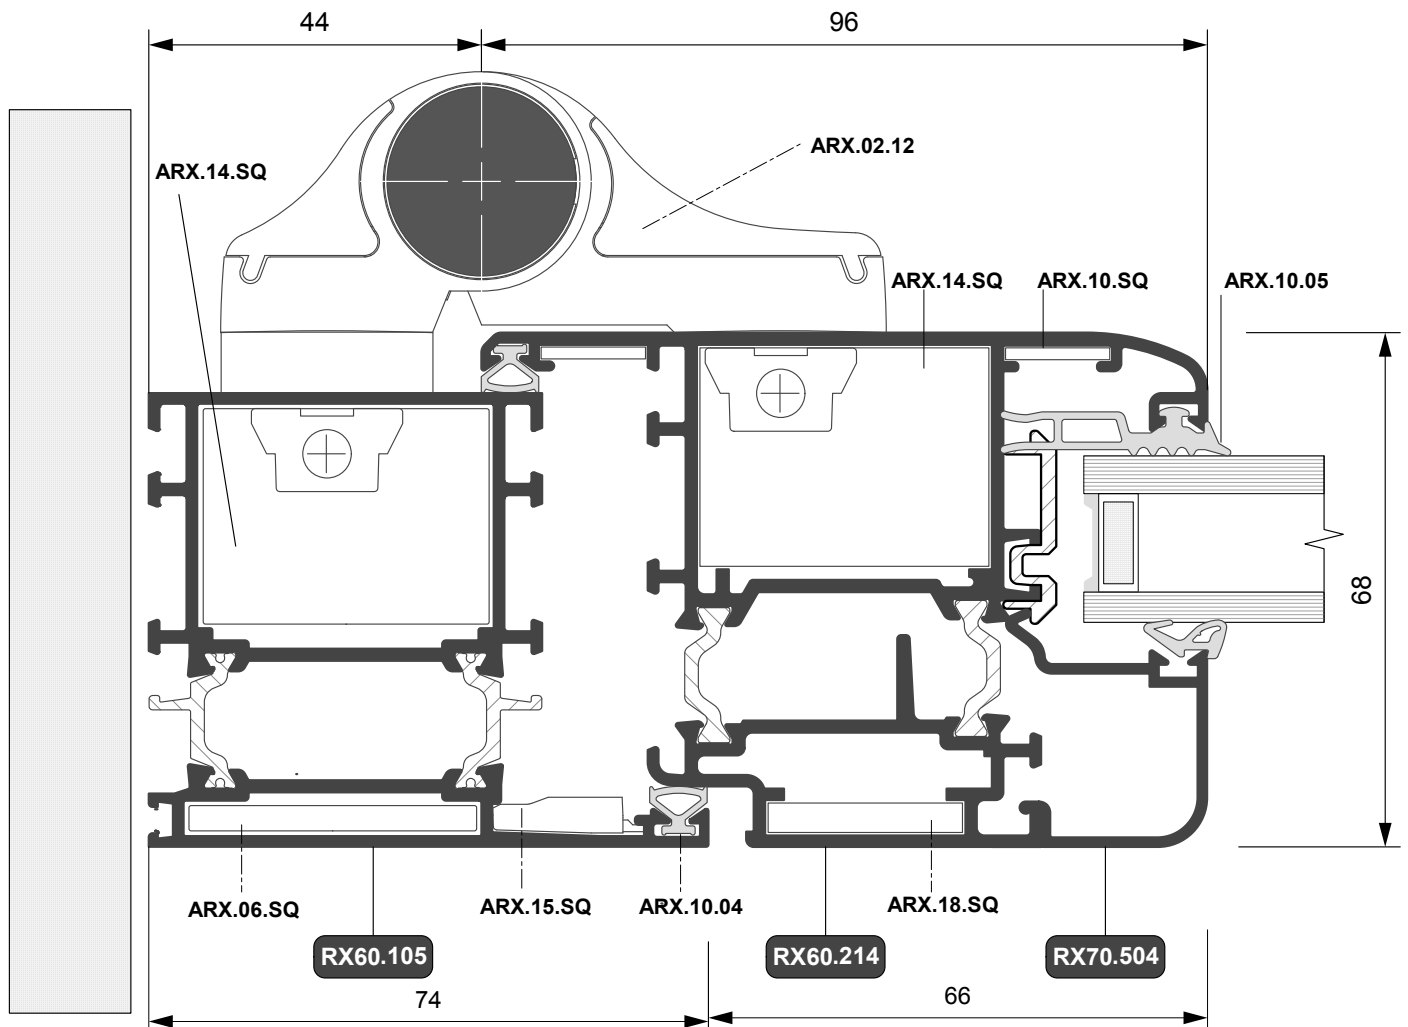 44
96
ARX.02.12
ARX.14.SQ
ARX.14.SQ
ARX.10.SQ
ARX.10.05
68
ARX.06.SQ
ARX.15.SQ
ARX.10.04
ARX.18.SQ
RX60.105
RX60.214
RX70.504
74
66